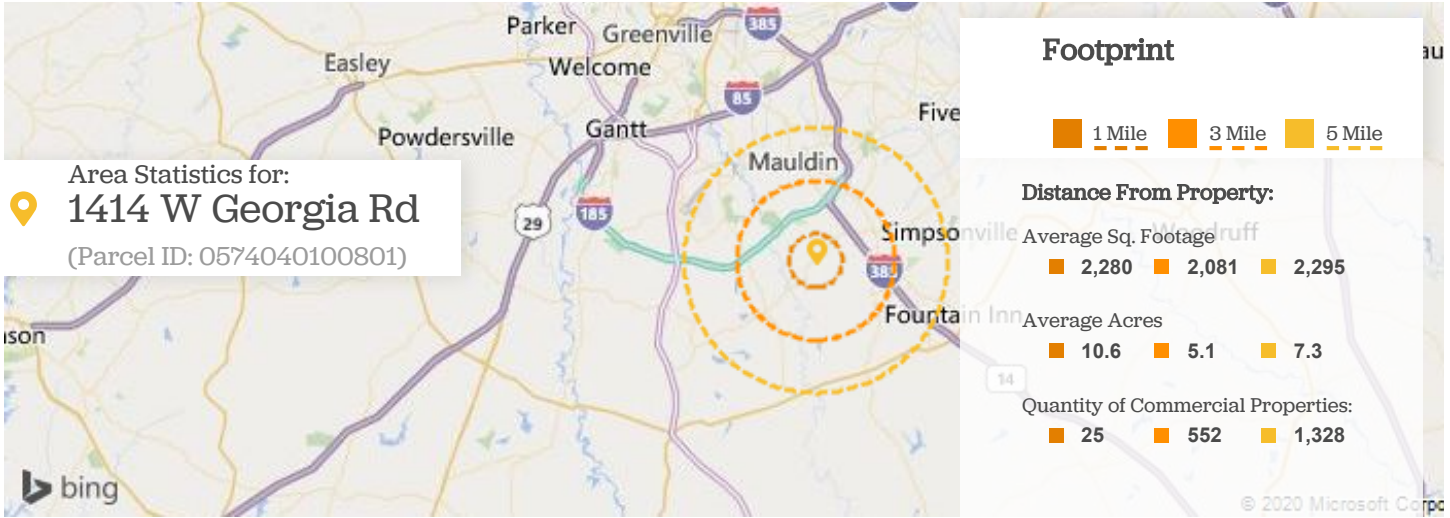 Parker
385
Greenville
Easley
Welcome
85
Powdersville
Gantt
Five
Mauldin
Area Statistics for:
1414 W Georgia Rd
(Parcel ID: 0574040100801)
29
185
Simpsonville
Woodruff
385
Fountain Inn
14
bing
Footprint
1 Mile 3 Mile 5 Mile
Distance From Property:
Average Sq. Footage
2,280 2,081 2,295
Average Acres
10.6 5.1 7.3
Quantity of Commercial Properties:
25 552 1,328
son
au
© 2020 Microsoft Corpo